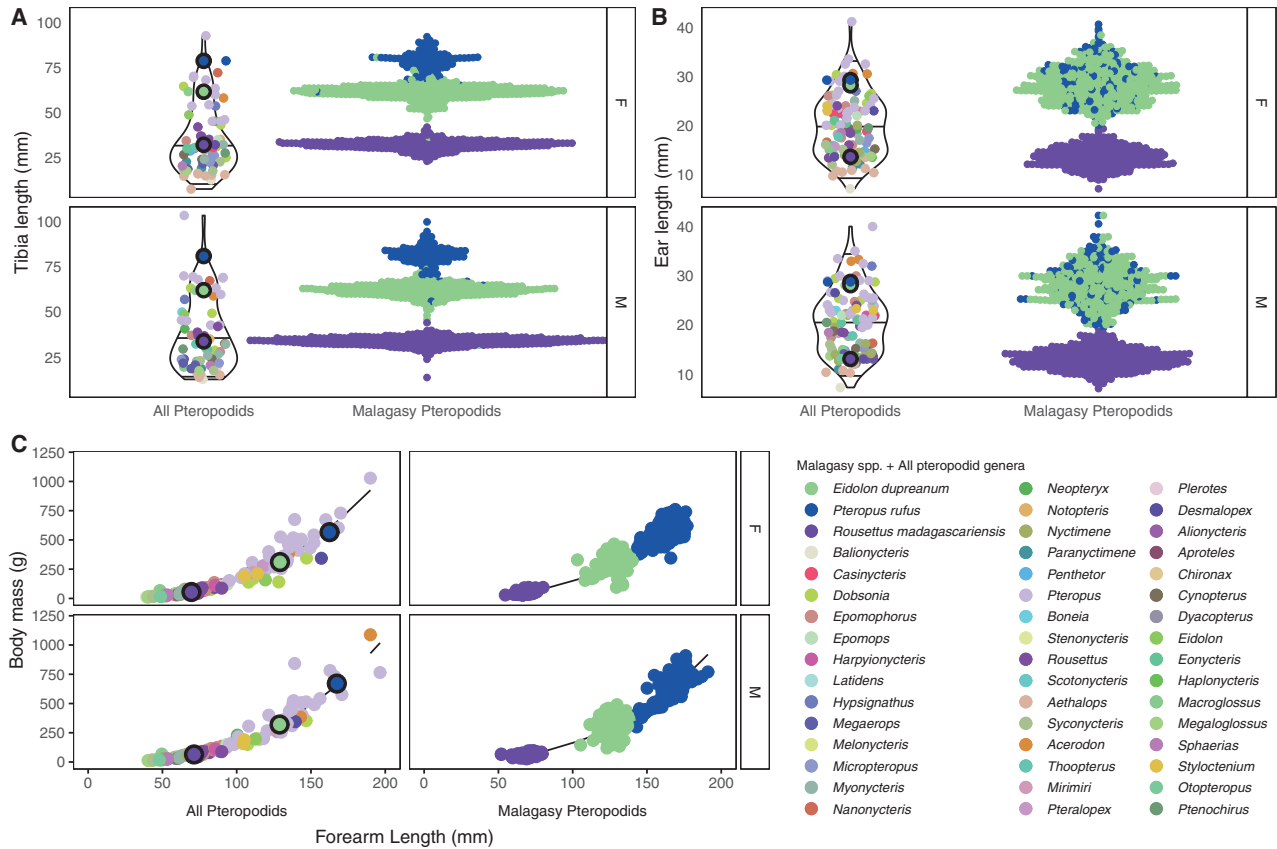 A
B
Tibia length (mm)
100
75
50
25
F
100
75
50
25
M
All Pteropodids
Malagasy Pteropodids
Ear length (mm)
40
30
20
10
F
40
30
20
10
M
All Pteropodids
Malagasy Pteropodids
C
Body mass (g)
1250
1000
750
500
250
0
F
1250
1000
750
500
250
0
M
0 50 100 150 200
0 50 100 150 200
All Pteropodids
Malagasy Pteropodids
Forearm Length (mm)
Malagasy spp. + All pteropodid genera
Eidolon dupreanum
Pteropus rufus
Rousettus madagascariensis
Balionycteris
Casinycteris
Dobsonia
Epomophorus
Epomops
Harpyionycteris
Latidens
Hypsignathus
Megaerops
Melonycteris
Micropteropus
Myonycteris
Nanonycteris
Neopteryx
Notopteris
Nyctimene
Paranyctimene
Penthetor
Pteropus
Boneia
Stenonycteris
Rousettus
Scotonycteris
Aethalops
Syconycteris
Acerodon
Thoopterus
Mirimiri
Pteralopex
Plerotes
Desmalopex
Alionycteris
Aproteles
Chironax
Cynopterus
Dyacopterus
Eidolon
Eonycteris
Haplonycteris
Macroglossus
Megaloglossus
Sphaerias
Styloctenium
Otopteropus
Ptenochirus